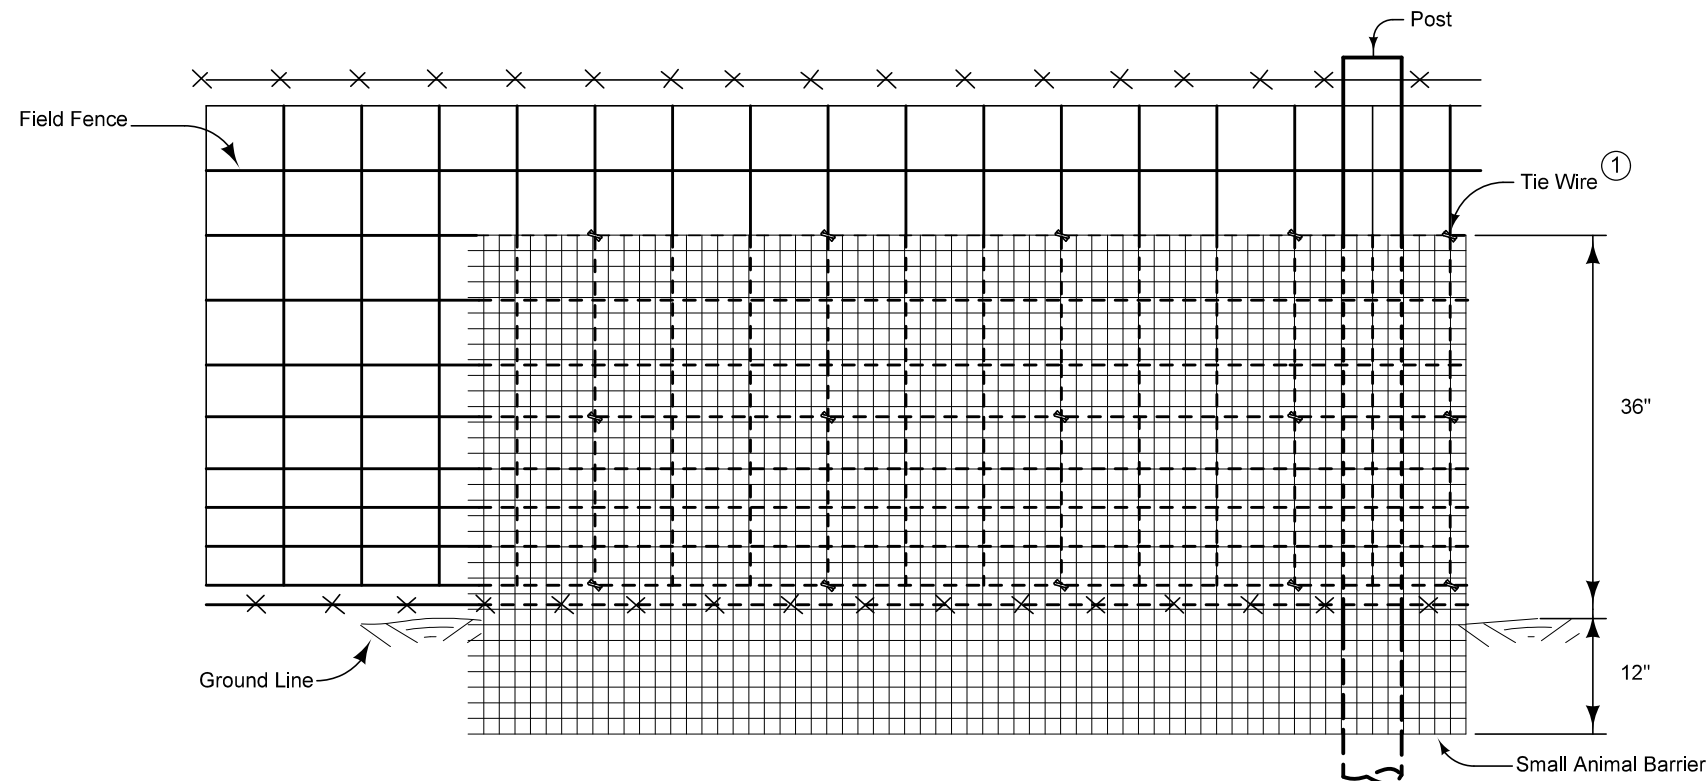 Post
Field Fence
Tie Wire 1
36"
12"
Ground Line
Small Animal Barrier